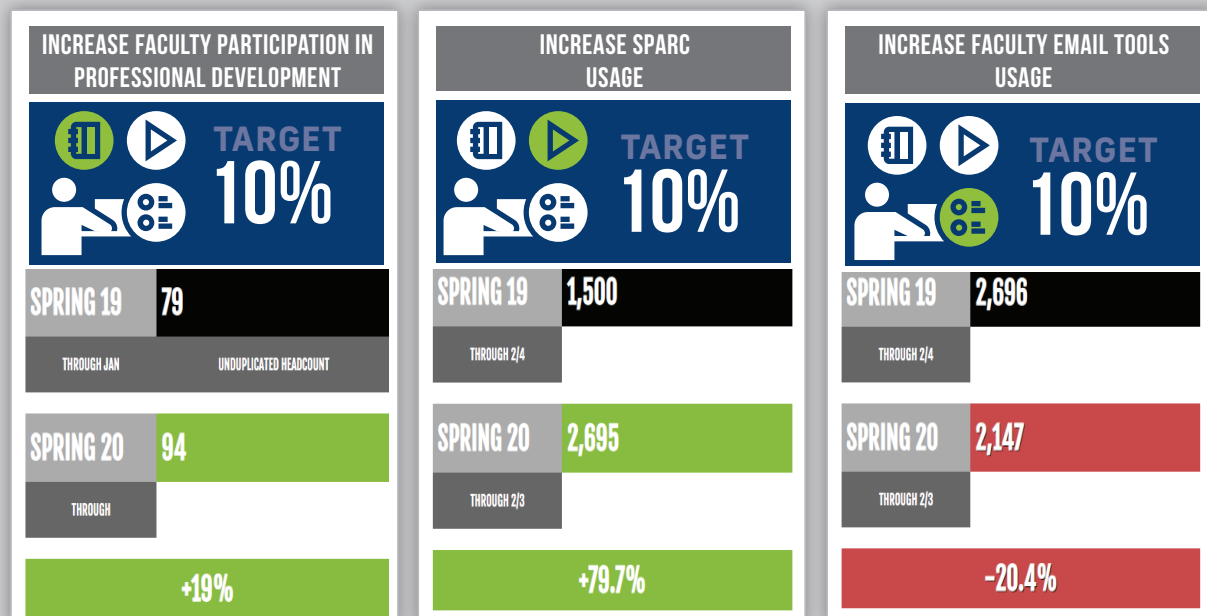 INCREASE FACULTY PARTICIPATION IN
PROFESSIONAL DEVELOPMENT
TARGET
10%
SPRING 19 79
THROUGH JAN UNDUPLICATED HEADCOUNT
SPRING 20 94
THROUGH
+19%
INCREASE SPARC
USAGE
TARGET
10%
SPRING 19 1,500
THROUGH 2/4
SPRING 20 2,695
THROUGH 2/3
+79.7%
INCREASE FACULTY EMAIL TOOLS
USAGE
TARGET
10%
SPRING 19 2,696
THROUGH 2/4
SPRING 20 2,147
THROUGH 2/3
-20.4%